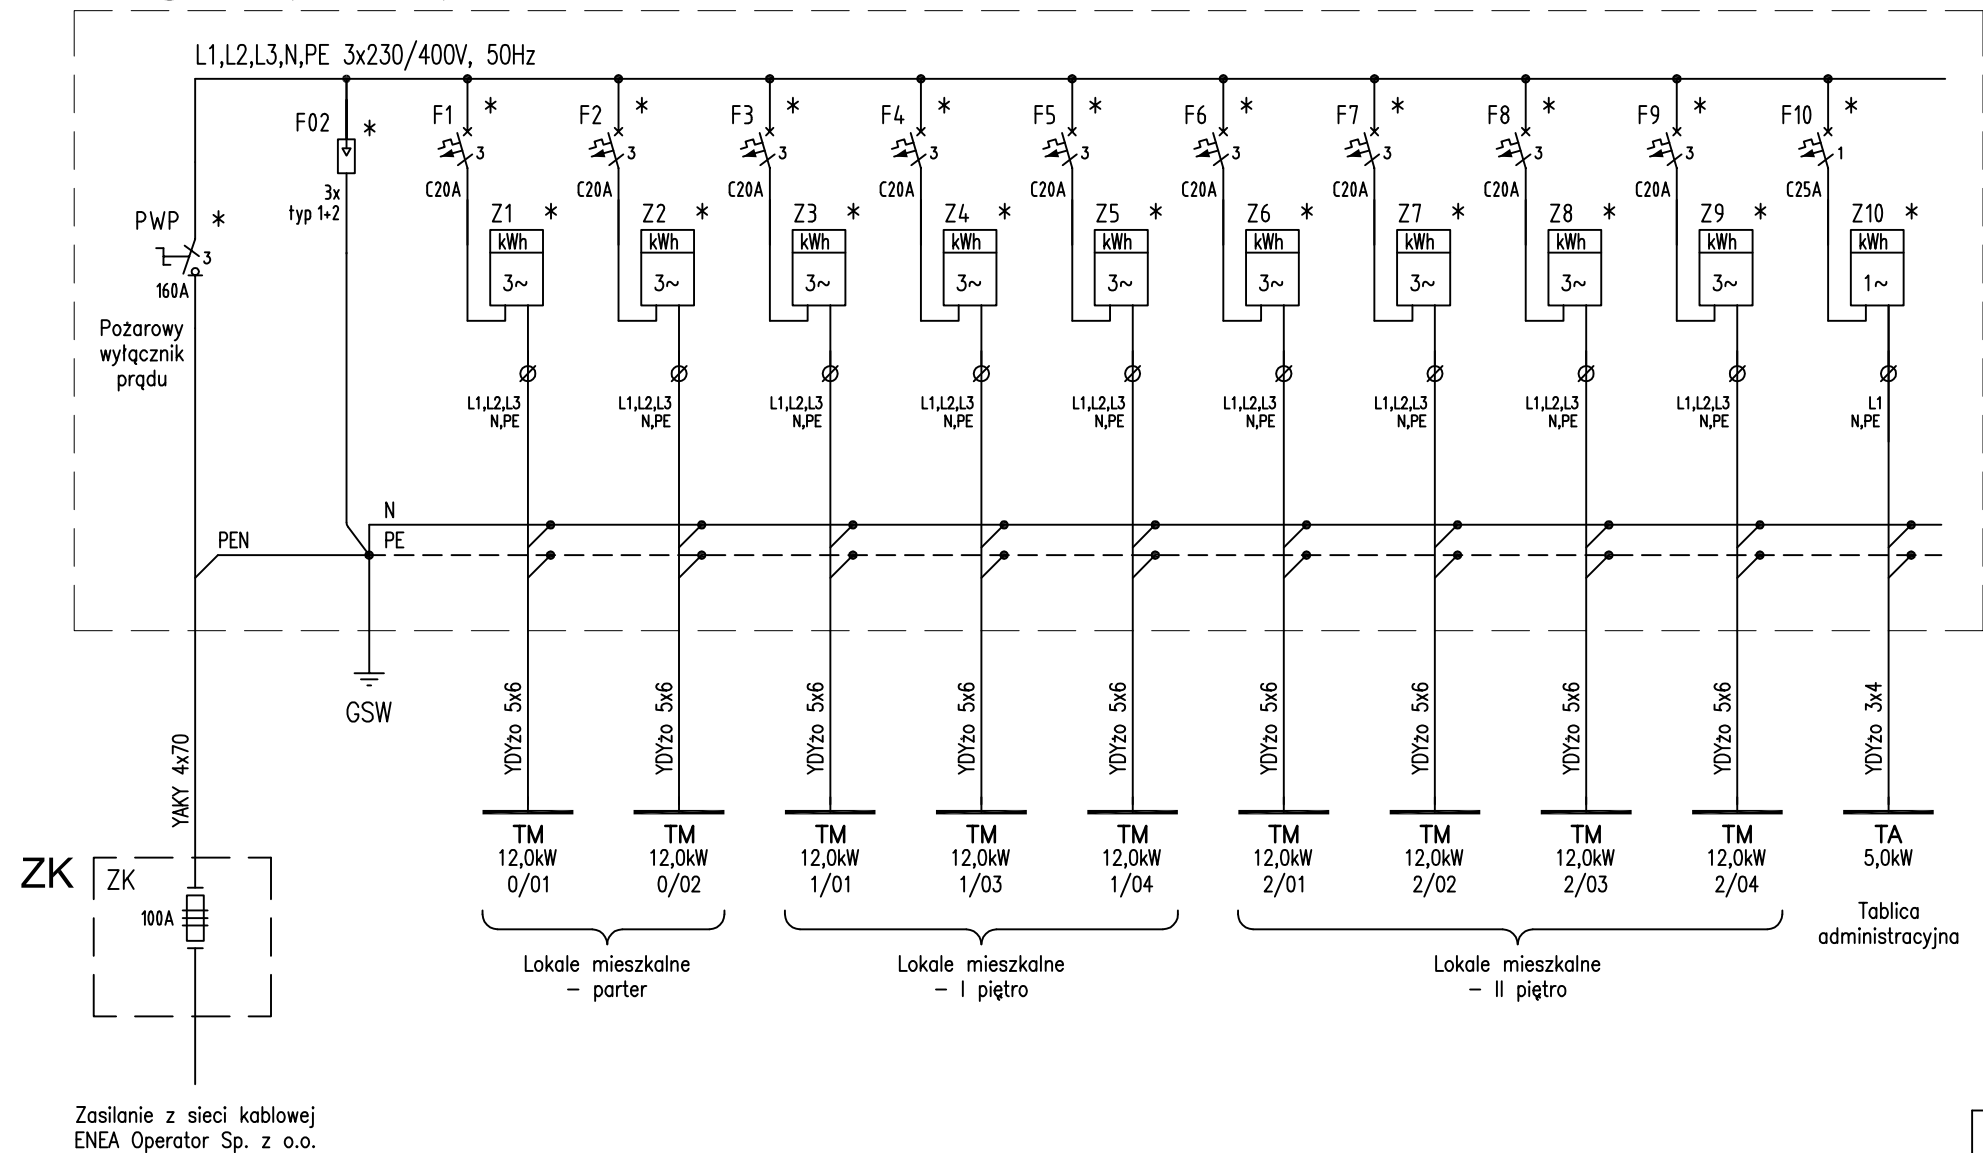 L1,L2,L3,N,PE 3x230/400V, 50Hz
F02 *
3x
typ 1+2
PWP *
3
160A
Pożarowy
wyłącznik
prądu
F1 * F2 * F3 * F4 * F5 * F6 * F7 * F8 * F9 * F10 *
3 3 3 3 3 3 3 3 3 1
C20A C20A C20A C20A C20A C20A C20A C20A C20A C25A
Z1 * Z2 * Z3 * Z4 * Z5 * Z6 * Z7 * Z8 * Z9 * Z10 *
kWh kWh kWh kWh kWh kWh kWh kWh kWh kWh
3~ 3~ 3~ 3~ 3~ 3~ 3~ 3~ 3~ 1~
L1,L2,L3 L1,L2,L3 L1,L2,L3 L1,L2,L3 L1,L2,L3 L1,L2,L3 L1,L2,L3 L1,L2,L3 L1,L2,L3 L1
N,PE N,PE N,PE N,PE N,PE N,PE N,PE N,PE N,PE N,PE
N
PEN PE
GSW
YAKY 4x70
YDYżo 5x6 YDYżo 5x6 YDYżo 5x6 YDYżo 5x6 YDYżo 5x6 YDYżo 5x6 YDYżo 5x6 YDYżo 5x6 YDYżo 5x6 YDYżo 3x4
TM TM TM TM TM TM TM TM TM TA
12,0kW 12,0kW 12,0kW 12,0kW 12,0kW 12,0kW 12,0kW 12,0kW 12,0kW 5,0kW
0/01 0/02 1/01 1/03 1/04 2/01 2/02 2/03 2/04
ZK ZK
100A
Lokale mieszkalne
– parter
Lokale mieszkalne
– I piętro
Lokale mieszkalne
– II piętro
Tablica
administracyjna
Zasilanie z sieci kablowej
ENEA Operator Sp. z o.o.